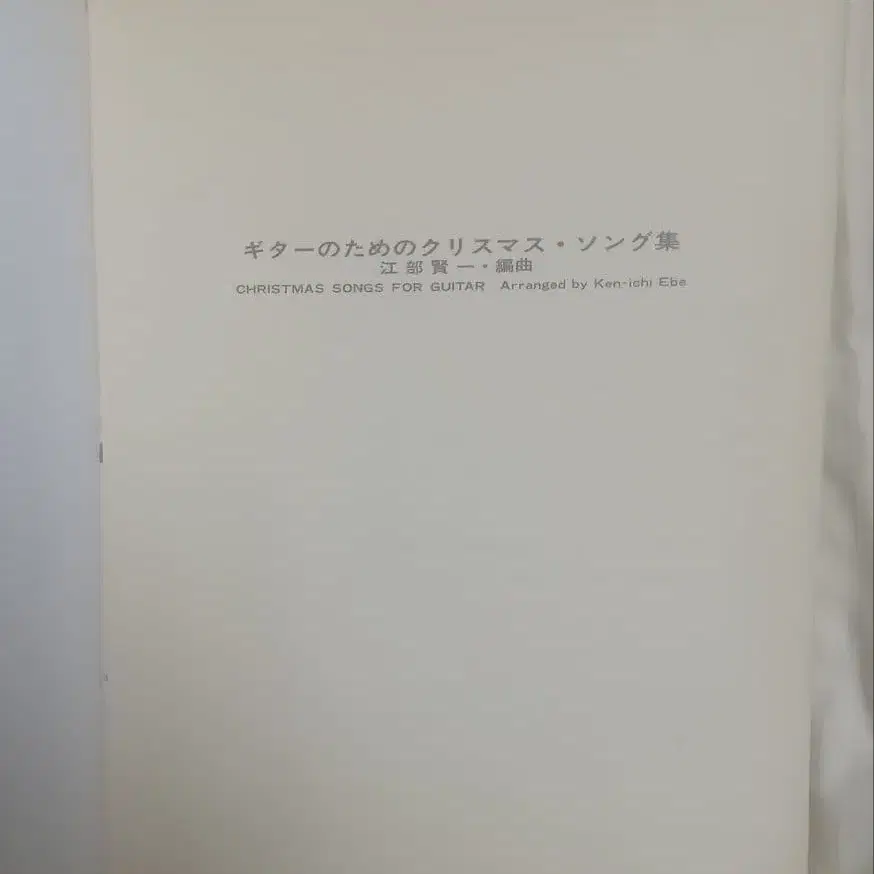 ギターのためのクリスマス・ソング集
江部賢一・編曲
CHRISTMAS SONGS FOR GUITAR Arranged by Ken-ichi Ebe